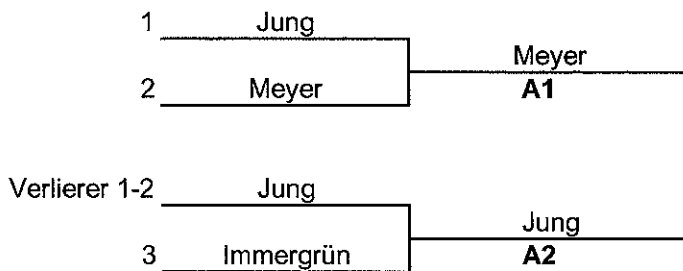 1 Jung
Meyer
2 Meyer A1
Verlierer 1-2 Jung
Jung
3 Immergrün A2